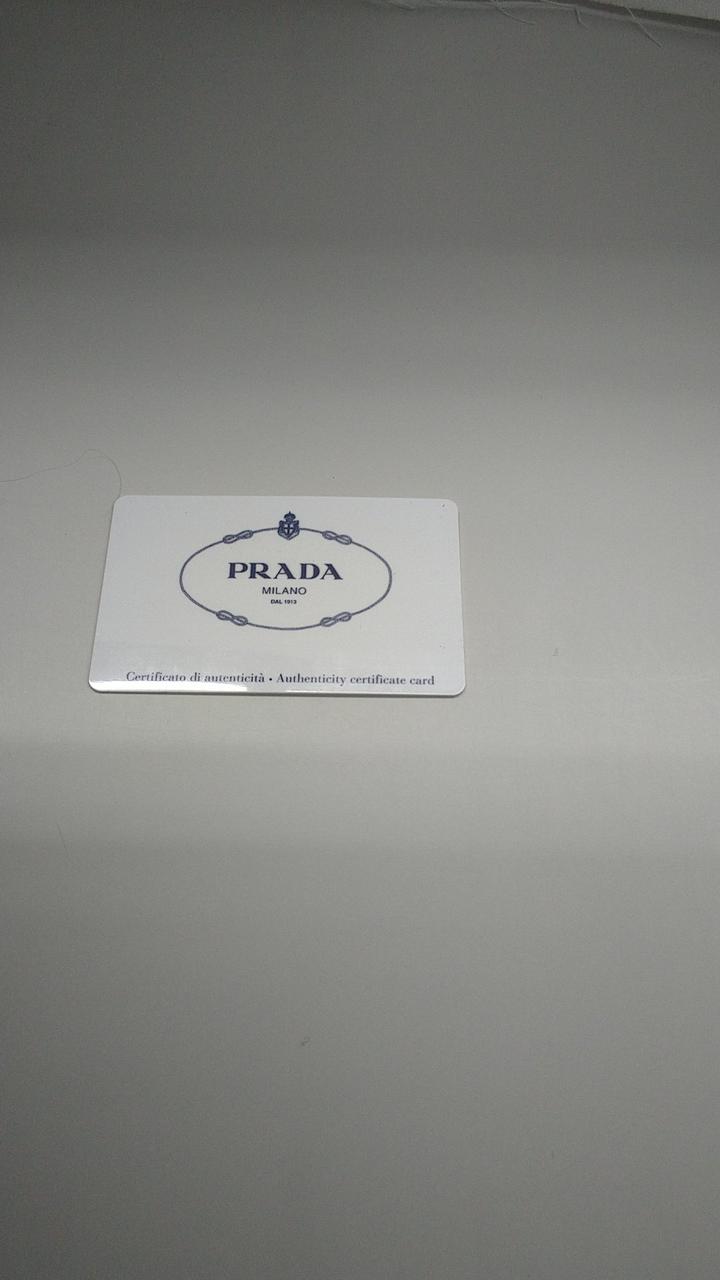 PRADA
MILANO
DAL 1913
Certificato di autenticità • Authenticity certificate card